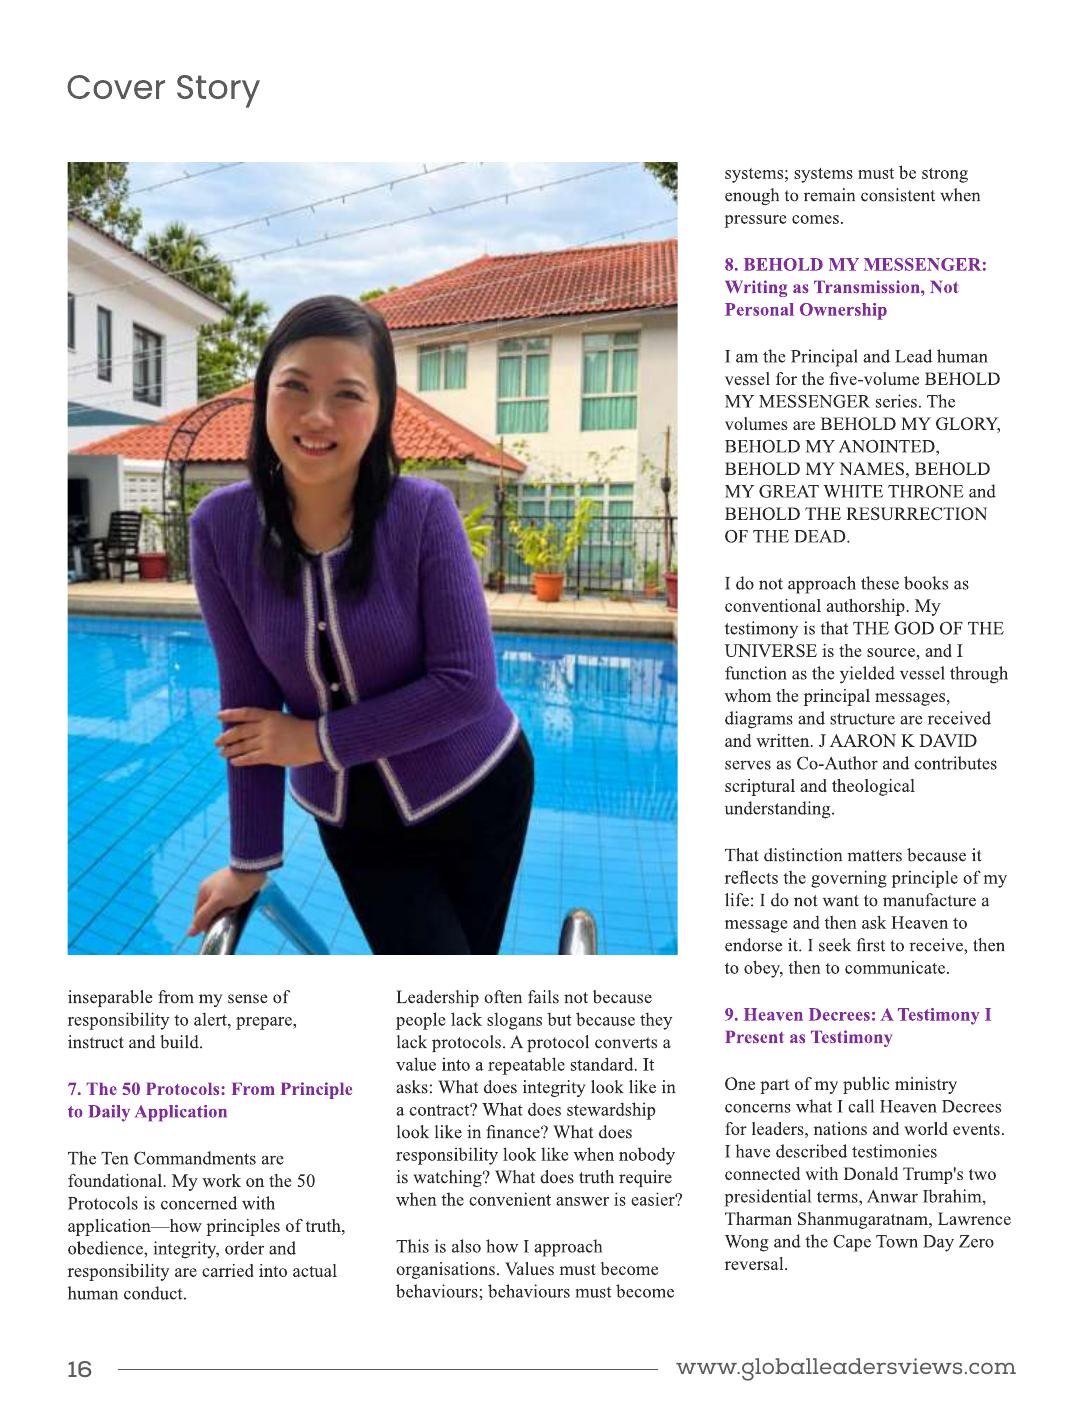 Cover Story
inseparable from my sense of
responsibility to alert, prepare,
instruct and build.
7. The 50 Protocols: From Principle
to Daily Application
The Ten Commandments are
foundational. My work on the 50
Protocols is concerned with
application—how principles of truth,
obedience, integrity, order and
responsibility are carried into actual
human conduct.
Leadership often fails not because
people lack slogans but because they
lack protocols. A protocol converts a
value into a repeatable standard. It
asks: What does integrity look like in
a contract? What does stewardship
look like in finance? What does
responsibility look like when nobody
is watching? What does truth require
when the convenient answer is easier?
This is also how I approach
organisations. Values must become
behaviours; behaviours must become
systems; systems must be strong
enough to remain consistent when
pressure comes.
8. BEHOLD MY MESSENGER:
Writing as Transmission, Not
Personal Ownership
I am the Principal and Lead human
vessel for the five-volume BEHOLD
MY MESSENGER series. The
volumes are BEHOLD MY GLORY,
BEHOLD MY ANOINTED,
BEHOLD MY NAMES, BEHOLD
MY GREAT WHITE THRONE and
BEHOLD THE RESURRECTION
OF THE DEAD.
I do not approach these books as
conventional authorship. My
testimony is that THE GOD OF THE
UNIVERSE is the source, and I
function as the yielded vessel through
whom the principal messages,
diagrams and structure are received
and written. J AARON K DAVID
serves as Co-Author and contributes
scriptural and theological
understanding.
That distinction matters because it
reflects the governing principle of my
life: I do not want to manufacture a
message and then ask Heaven to
endorse it. I seek first to receive, then
to obey, then to communicate.
9. Heaven Decrees: A Testimony I
Present as Testimony
One part of my public ministry
concerns what I call Heaven Decrees
for leaders, nations and world events.
I have described testimonies
connected with Donald Trump's two
presidential terms, Anwar Ibrahim,
Tharman Shanmugaratnam, Lawrence
Wong and the Cape Town Day Zero
reversal.
16
www.globalleadersviews.com